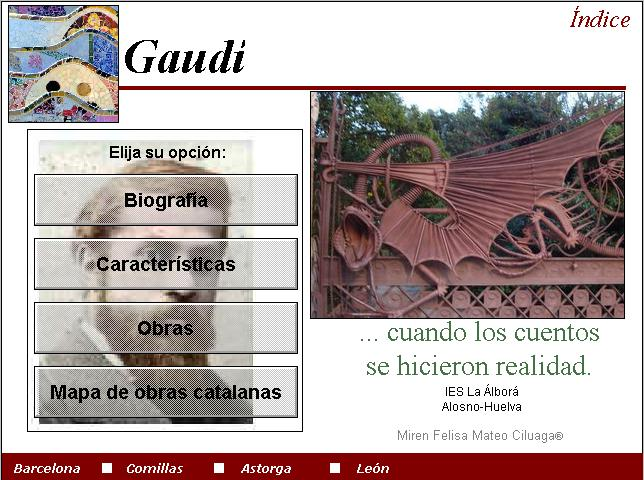 Índice
Gaudí
Elija su opción:
Biografía
Características
Obras
Mapa de obras catalanas
... cuando los cuentos
se hicieron realidad.
IES La Álborá
Alosno-Huelva
Miren Felisa Mateo Ciluaga®
Barcelona Comillas Astorga León